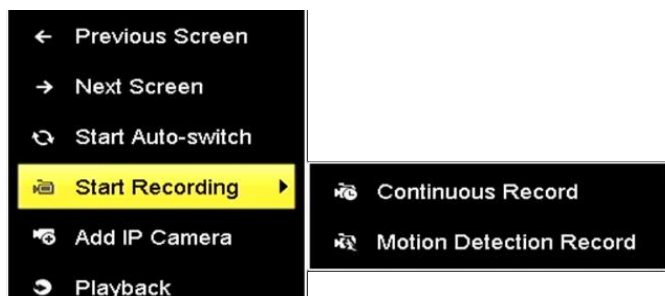 Previous Screen
Next Screen
Start Auto-switch
Start Recording
Continuous Record
Add IP Camera
Motion Detection Record
Playback